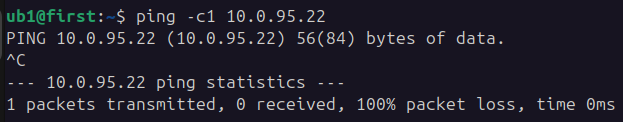 ub1@first:~$ ping -c1 10.0.95.22
PING 10.0.95.22 (10.0.95.22) 56(84) bytes of data.
^C
--- 10.0.95.22 ping statistics ---
1 packets transmitted, 0 received, 100% packet loss, time 0ms